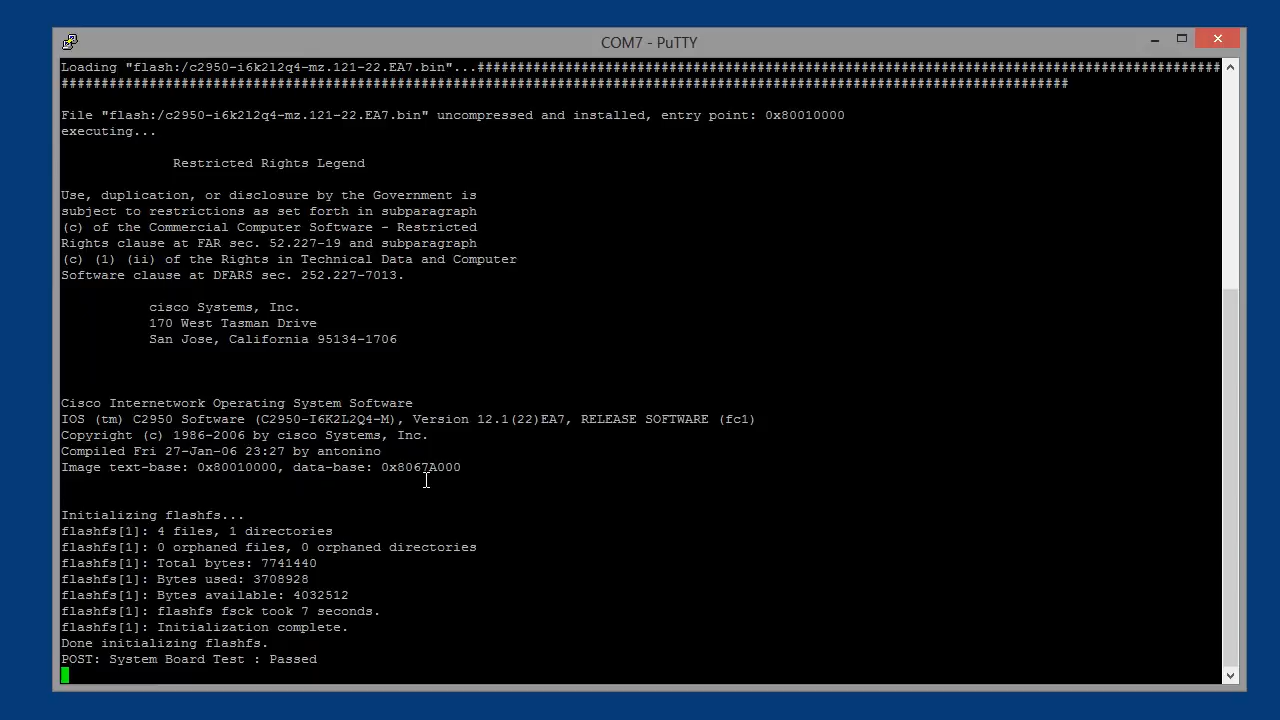 COM7 - PuTTY
Loading "flash:/c2950-i6k2l2q4-mz.121-22.EA7.bin"...#############################################################################################
##############################################################################################################################
File "flash:/c2950-i6k2l2q4-mz.121-22.EA7.bin" uncompressed and installed, entry point: 0x80010000
executing...
Restricted Rights Legend
Use, duplication, or disclosure by the Government is
subject to restrictions as set forth in subparagraph
(c) of the Commercial Computer Software - Restricted
Rights clause at FAR sec. 52.227-19 and subparagraph
(c) (1) (ii) of the Rights in Technical Data and Computer
Software clause at DFARS sec. 252.227-7013.
cisco Systems, Inc.
170 West Tasman Drive
San Jose, California 95134-1706
Cisco Internetwork Operating System Software
IOS (tm) C2950 Software (C2950-I6K2L2Q4-M), Version 12.1(22)EA7, RELEASE SOFTWARE (fc1)
Copyright (c) 1986-2006 by cisco Systems, Inc.
Compiled Fri 27-Jan-06 23:27 by antonino
Image text-base: 0x80010000, data-base: 0x8067A000
Initializing flashfs...
flashfs[1]: 4 files, 1 directories
flashfs[1]: 0 orphaned files, 0 orphaned directories
flashfs[1]: Total bytes: 7741440
flashfs[1]: Bytes used: 3708928
flashfs[1]: Bytes available: 4032512
flashfs[1]: flashfs fsck took 7 seconds.
flashfs[1]: Initialization complete.
Done initializing flashfs.
POST: System Board Test : Passed